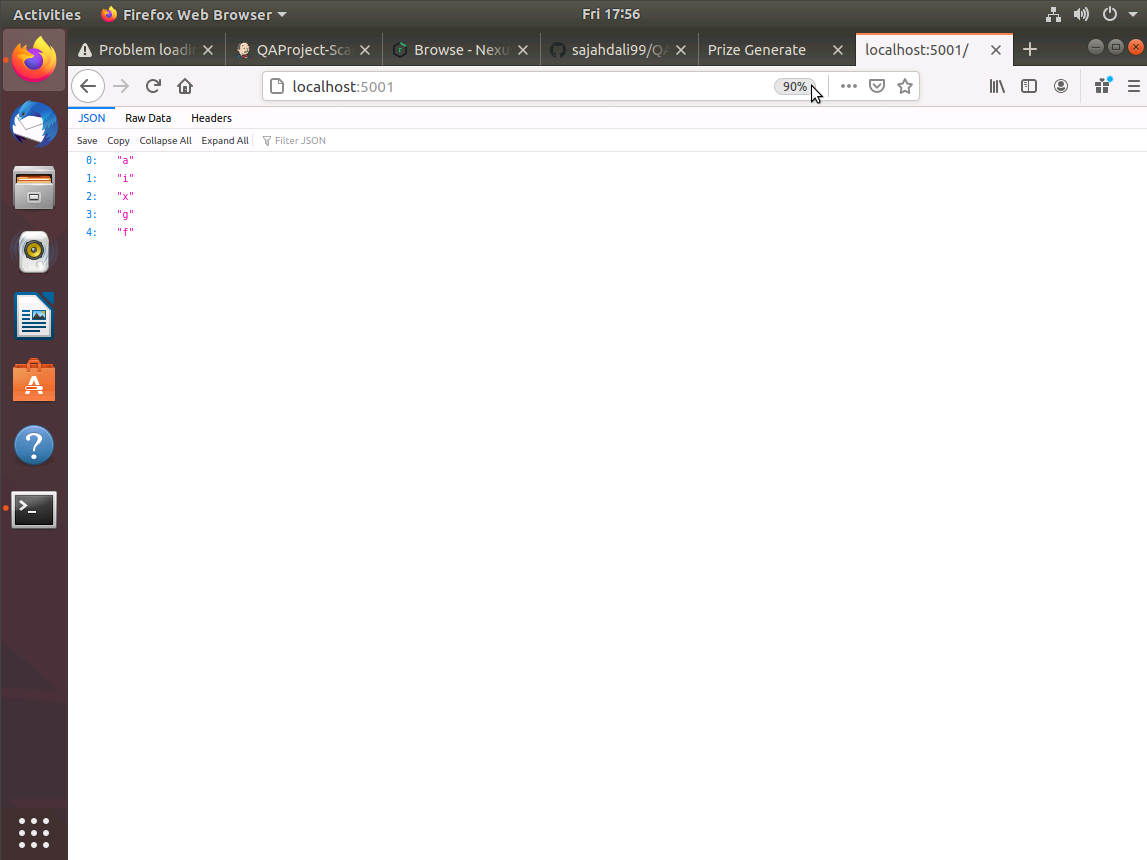 Activities Firefox Web Browser Fri 17:56
Problem loadi QAProject-Sca Browse - Nexu sajahdali99/QA Prize Generate localhost:5001/
localhost:5001 90%
JSON Raw Data Headers
Save Copy Collapse All Expand All Filter JSON
0: "a"
1: "i"
2: "x"
3: "g"
4: "f"